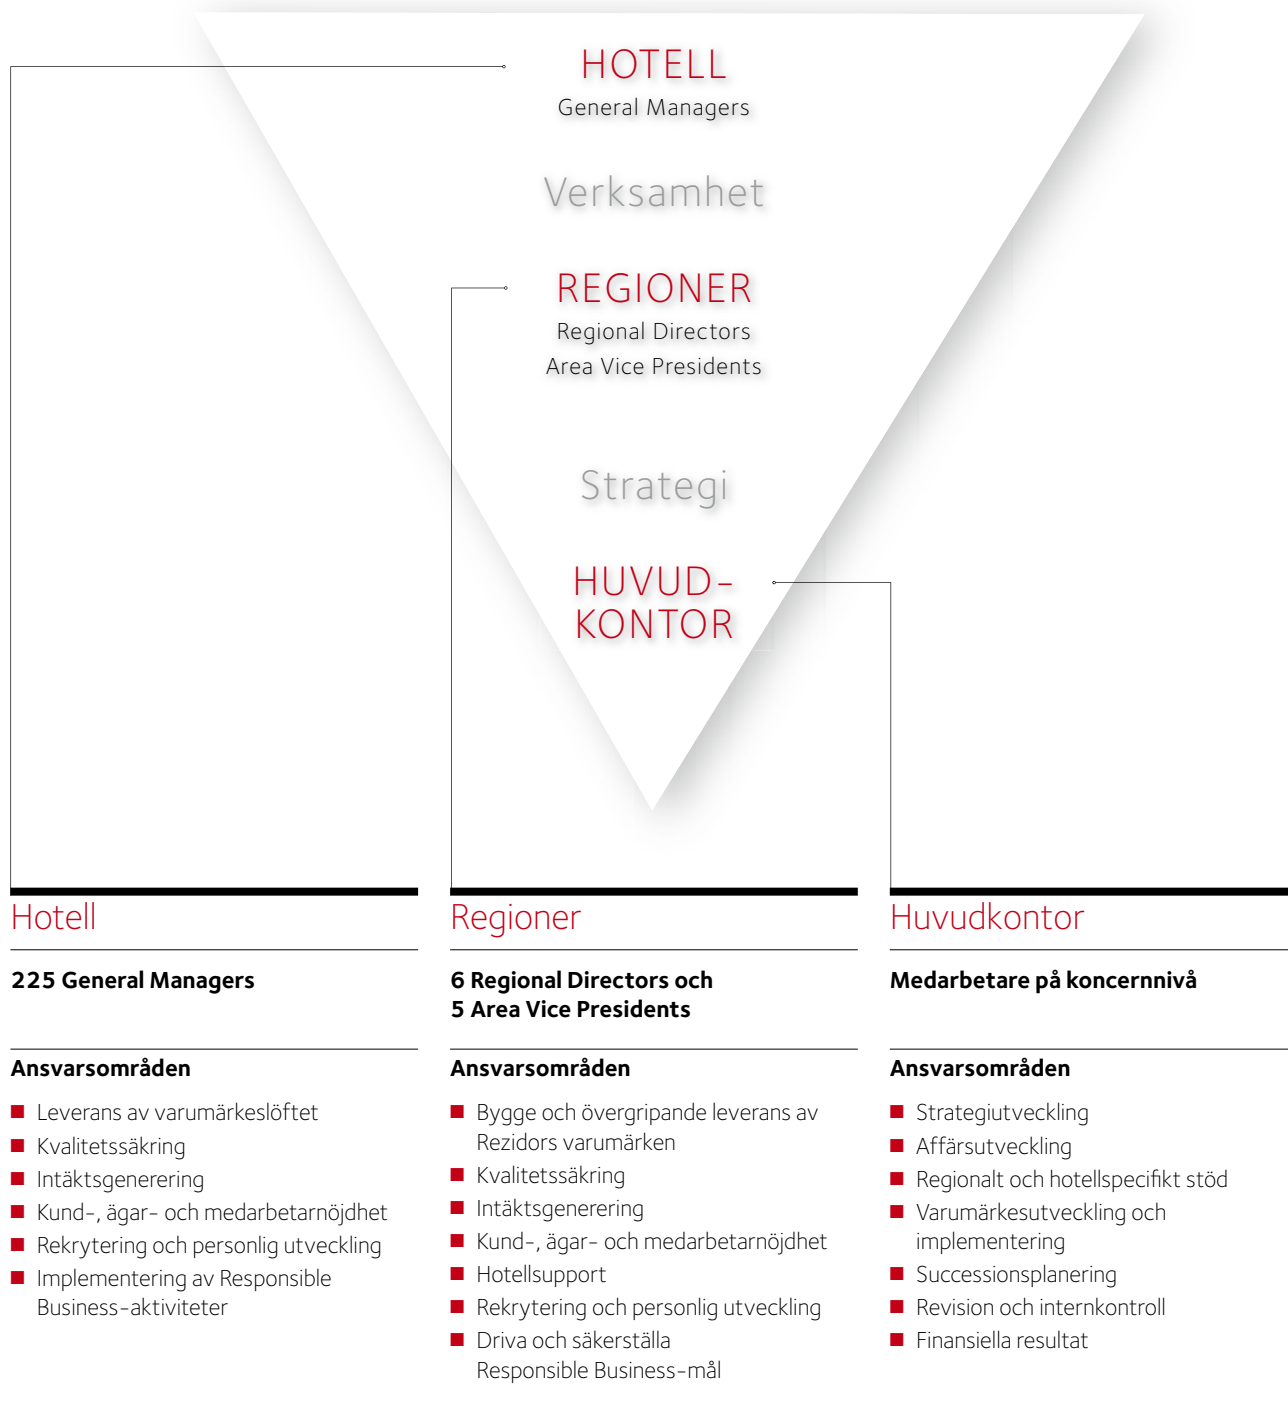 HOTELL
General Managers
Verksamhet
REGIONER
Regional Directors
Area Vice Presidents
Strategi
HUVUD-
KONTOR
Hotell
225 General Managers
Ansvarsområden
Leverans av varumärkeslöftet
Kvalitetssäkring
Intäktsgenerering
Kund-, ägar- och medarbetarnöjdhet
Rekrytering och personlig utveckling
Implementering av Responsible
Business-aktiviteter
Regioner
6 Regional Directors och
5 Area Vice Presidents
Ansvarsområden
Bygge och övergripande leverans av
Rezidors varumärken
Kvalitetssäkring
Intäktsgenerering
Kund-, ägar- och medarbetarnöjdhet
Hotellsupport
Rekrytering och personlig utveckling
Driva och säkerställa
Responsible Business-mål
Huvudkontor
Medarbetare på koncernnivå
Ansvarsområden
Strategiutveckling
Affärsutveckling
Regionalt och hotellspecifikt stöd
Varumärkesutveckling och
implementering
Successionsplanering
Revision och internkontroll
Finansiella resultat